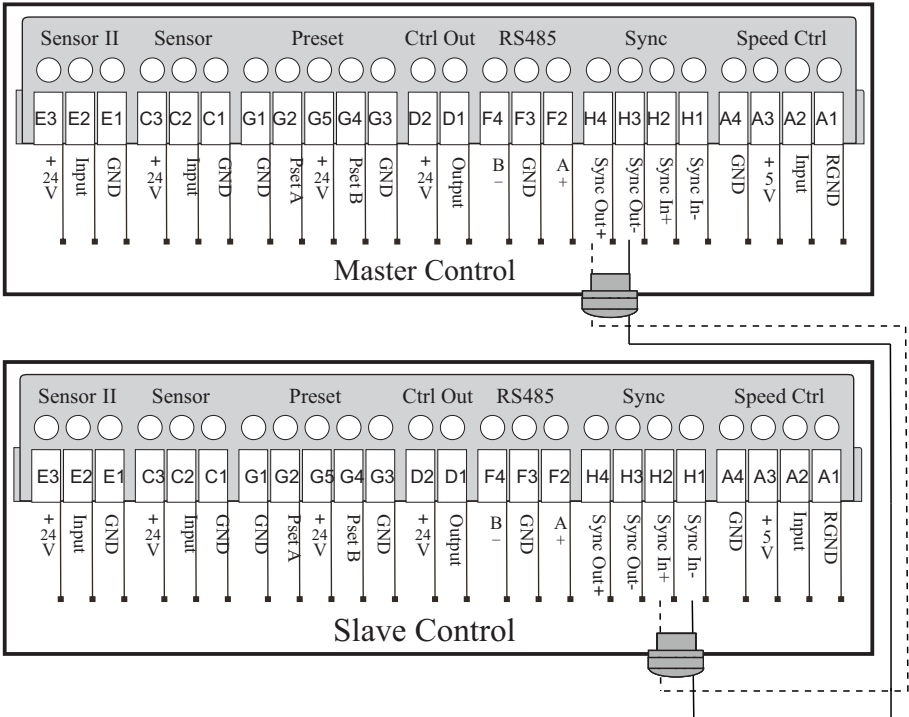 Sensor II Sensor Preset Ctrl Out RS485 Sync Speed Ctrl
E3 E2 E1 C3 C2 C1 G1 G2 G5 G4 G3 D2 D1 F4 F3 F2 H4 H3 H2 H1 A4 A3 A2 A1
+24V Input GND +24V Input GND GND Pset A +24V Pset B GND +24V Output B- GND A+ Sync Out+ Sync Out- Sync In+ Sync In- GND +5V Input RGND
Master Control
Sensor II Sensor Preset Ctrl Out RS485 Sync Speed Ctrl
E3 E2 E1 C3 C2 C1 G1 G2 G5 G4 G3 D2 D1 F4 F3 F2 H4 H3 H2 H1 A4 A3 A2 A1
+24V Input GND +24V Input GND GND Pset A +24V Pset B GND +24V Output B- GND A+ Sync Out+ Sync Out- Sync In+ Sync In- GND +5V Input RGND
Slave Control